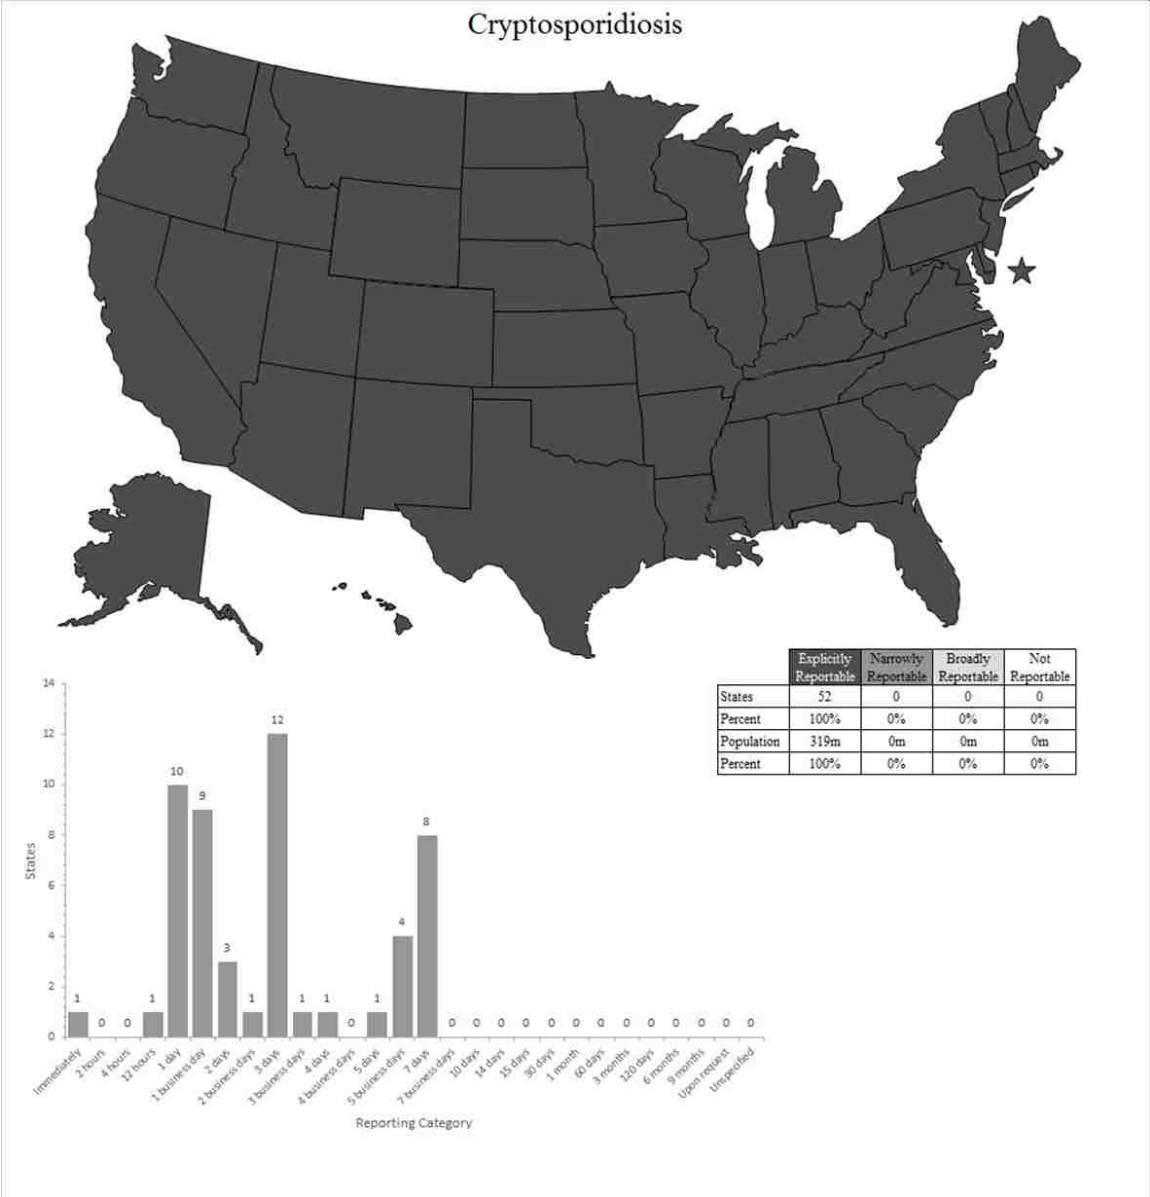 Cryptosporidiosis
Explicitly Narrowly Broadly Not
Reportable Reportable Reportable Reportable
States 52 0 0 0
Percent 100% 0% 0% 0%
Population 319m 0m 0m 0m
Percent 100% 0% 0% 0%
14
12
10
8
6
4
2
0
States
1 0 0 1 10 9 3 1 12 1 1 0 1 4 8 0 0 0 0 0 0 0 0 0 0 0 0 0
Immediately
2 hours
4 hours
12 hours
1 day
1 business day
2 days
2 business days
3 days
3 business days
4 days
4 business days
5 days
5 business days
7 days
7 business days
10 days
14 days
15 days
30 days
1 month
60 days
3 months
120 days
6 months
9 months
Upon request
Unspecified
Reporting Category